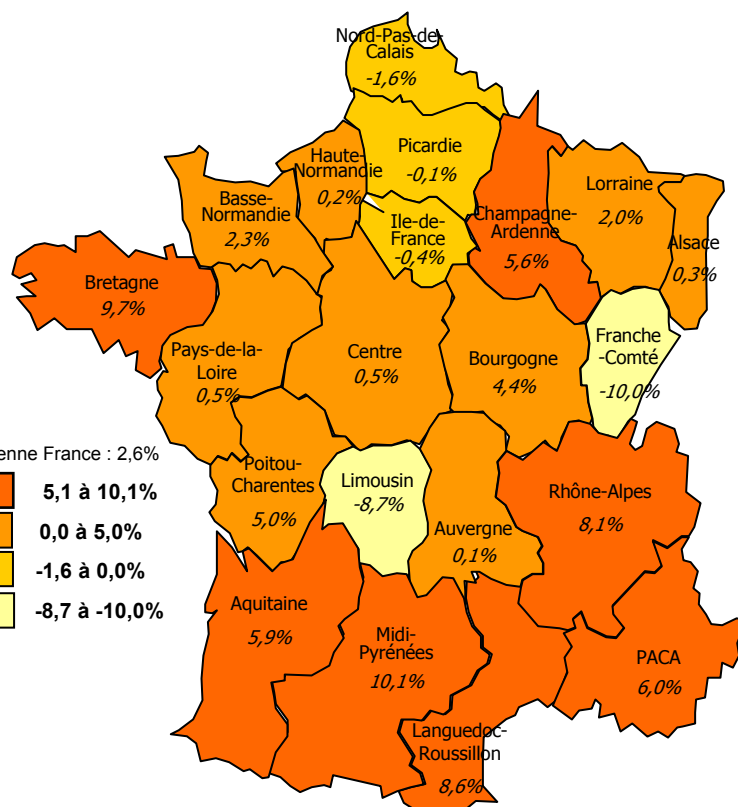 Nord-Pas-de-
Calais
-1,6%
Picardie
-0,1%
Haute-
Normandie
0,2%
Basse-
Normandie
2,3%
Ile-de-
France
-0,4%
Champagne-
Ardenne
5,6%
Lorraine
2,0%
Alsace
0,3%
Bretagne
9,7%
Pays-de-la-
Loire
0,5%
Centre
0,5%
Bourgogne
4,4%
Franche
-Comté
-10,0%
Poitou-
Charentes
5,0%
Limousin
-8,7%
Auvergne
0,1%
Rhône-Alpes
8,1%
Aquitaine
5,9%
Midi-
Pyrénées
10,1%
Languedoc-
Roussillon
8,6%
PACA
6,0%
enne France : 2,6%
5,1 à 10,1%
0,0 à 5,0%
-1,6 à 0,0%
-8,7 à -10,0%